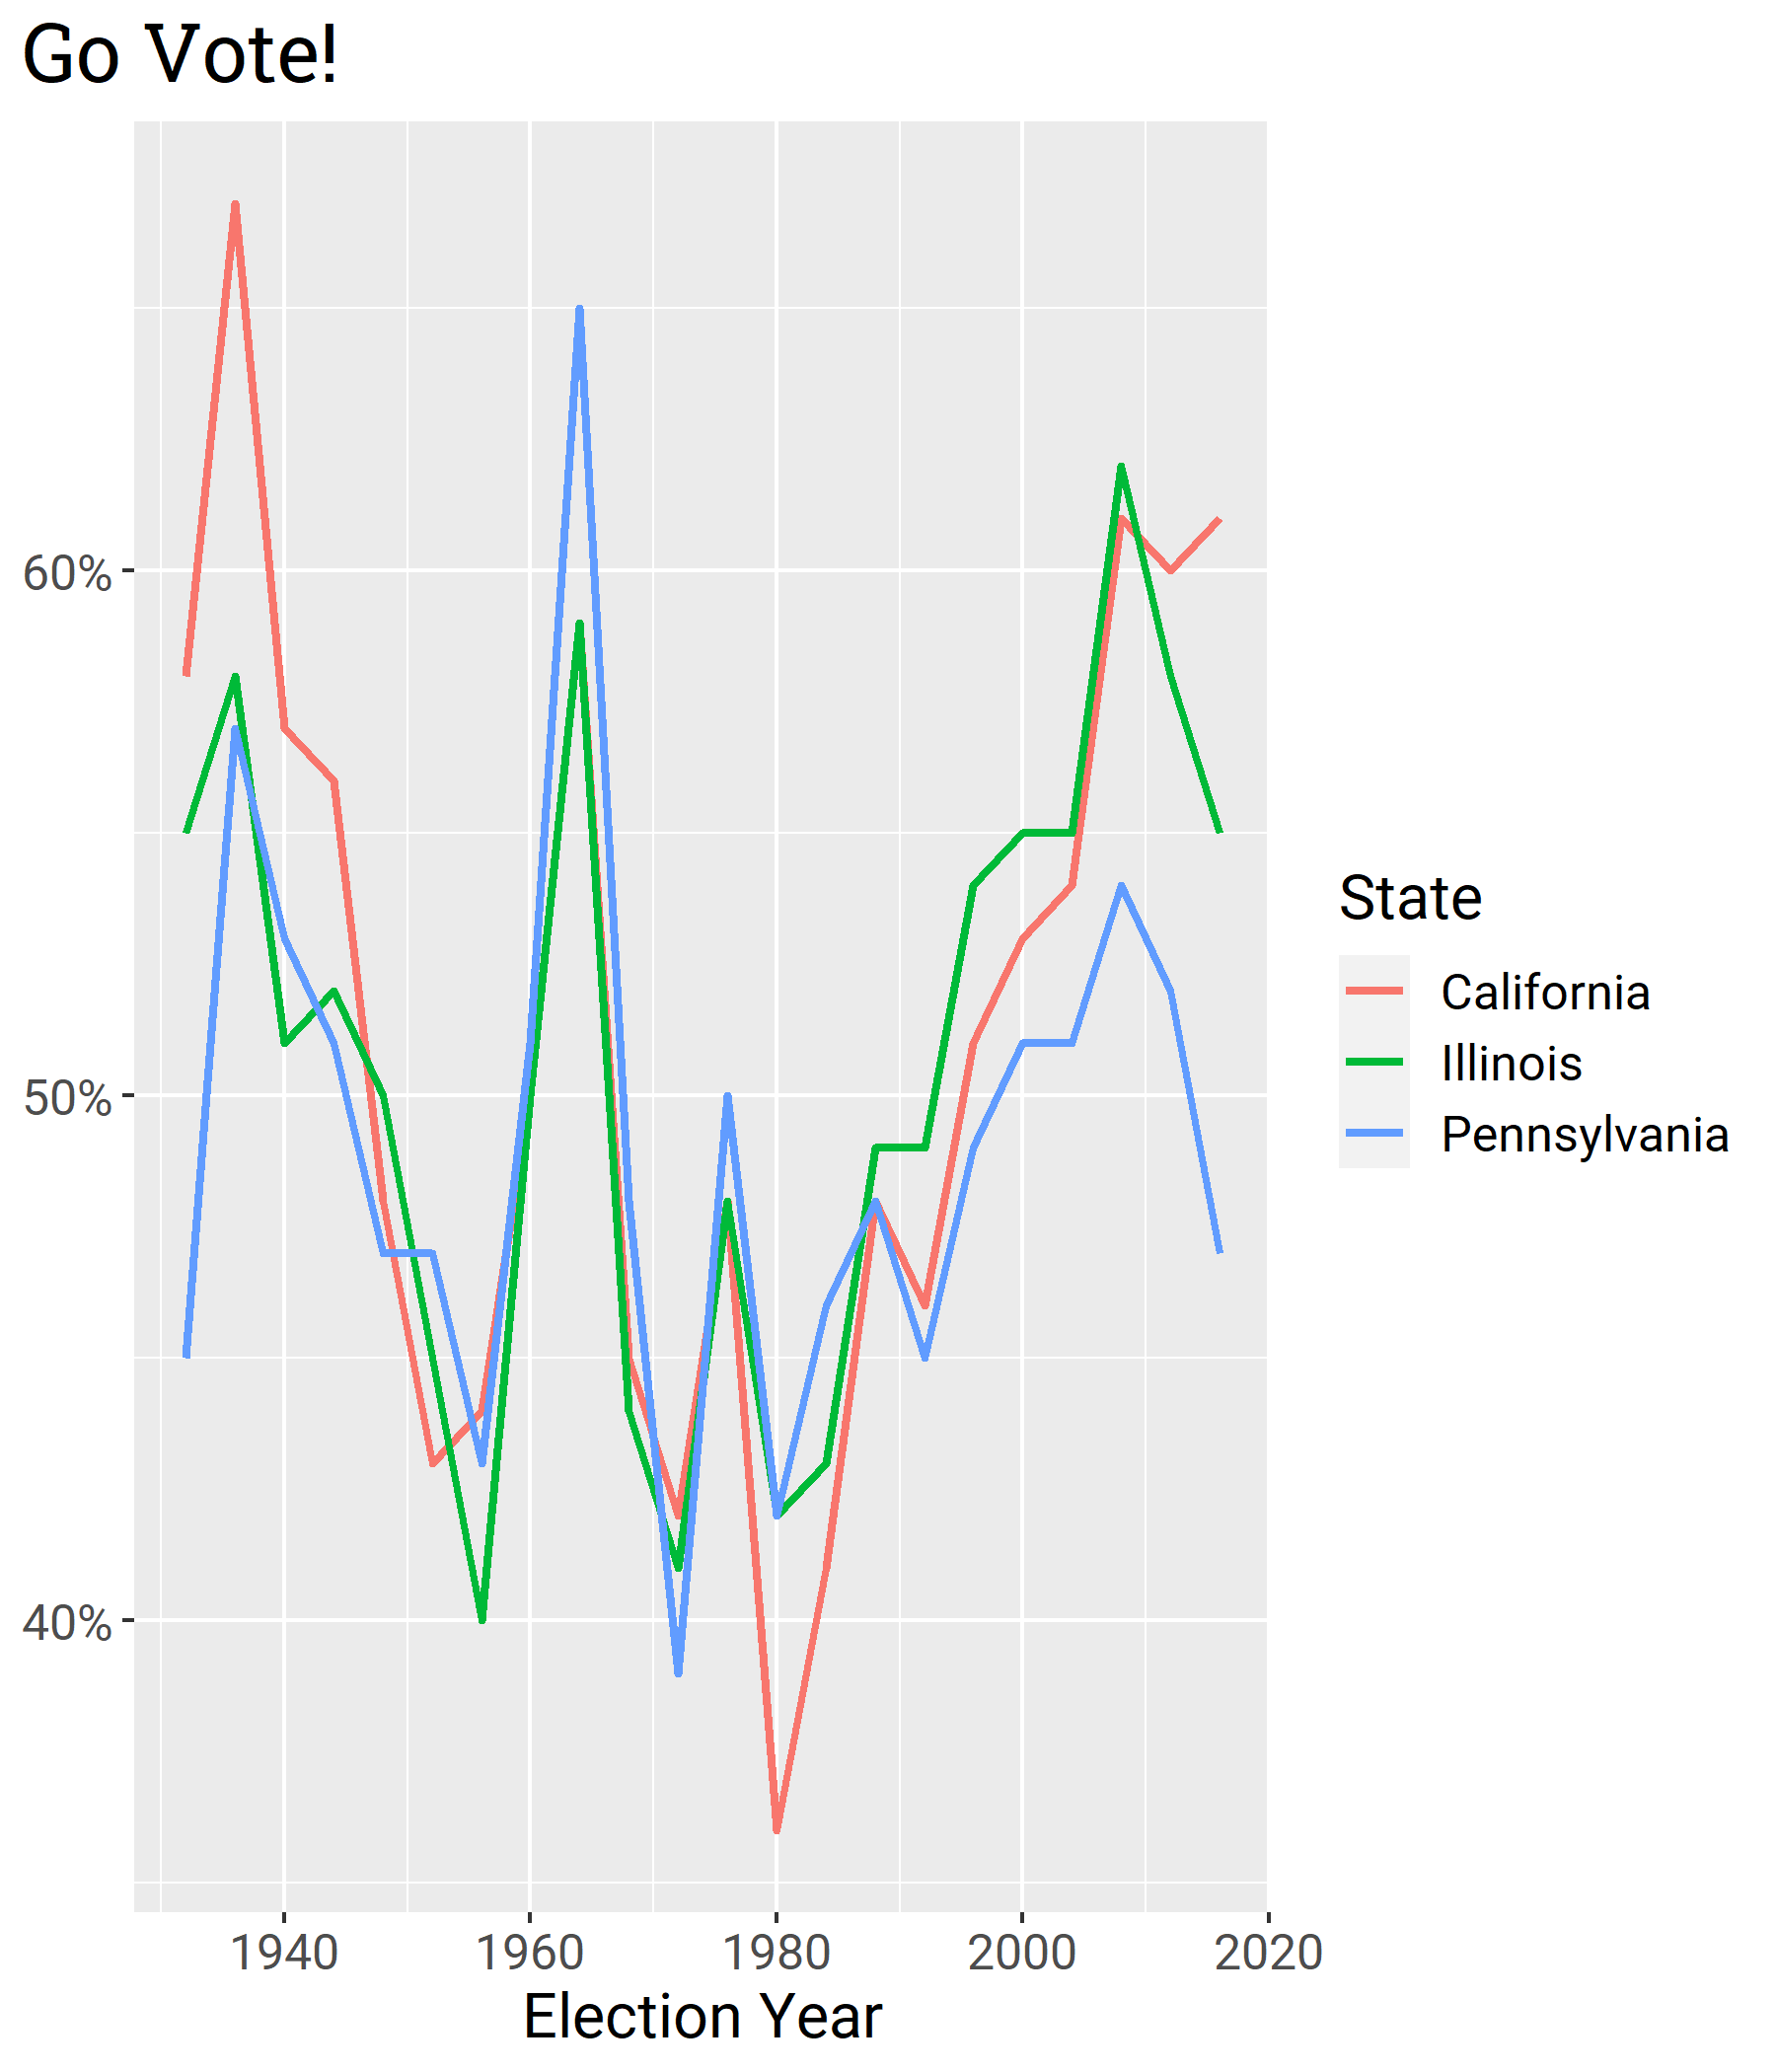 Go Vote!
60%
50%
40%
1940 1960 1980 2000 2020
Election Year
State
California
Illinois
Pennsylvania